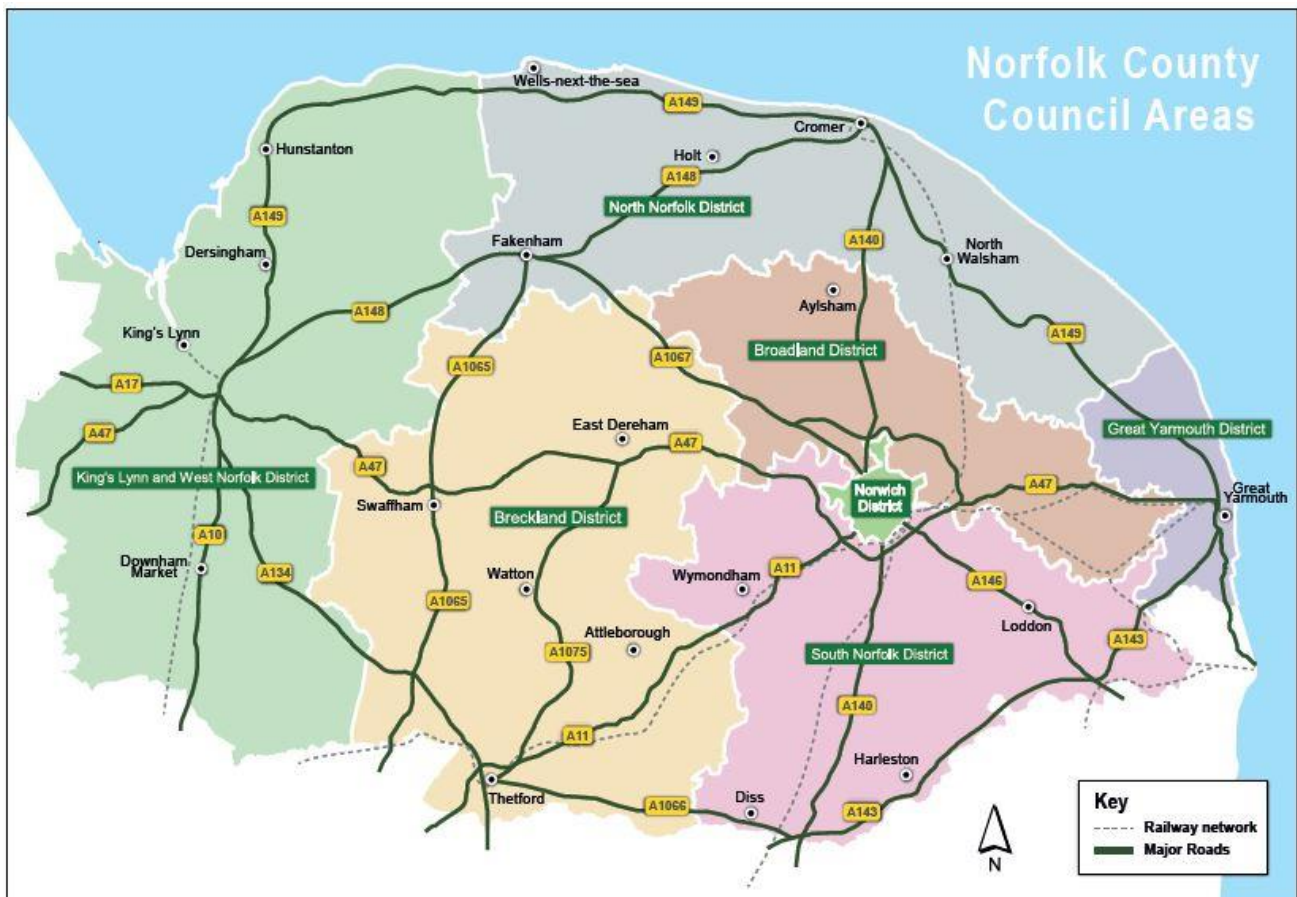 Norfolk County
Council Areas
Wells-next-the-sea
A149
Cromer
Hunstanton
Holt
A148
North Norfolk District
A149
A140
Dersingham
Fakenham
North
Walsham
Aylsham
A148
King's Lynn
A149
Broadland District
A1067
A1065
A17
East Dereham
Great Yarmouth District
A47
A47
A47
King's Lynn and West Norfolk District
Norwich
District
A47
Great
Yarmouth
Swaffham
Breckland District
A10
Downham
Market
A134
Watton
Wymondham
A11
A146
A1065
Loddon
Attleborough
A143
A1075
South Norfolk District
A140
A11
Harleston
Thetford
A1066
Diss
A143
N
Key
Railway network
Major Roads